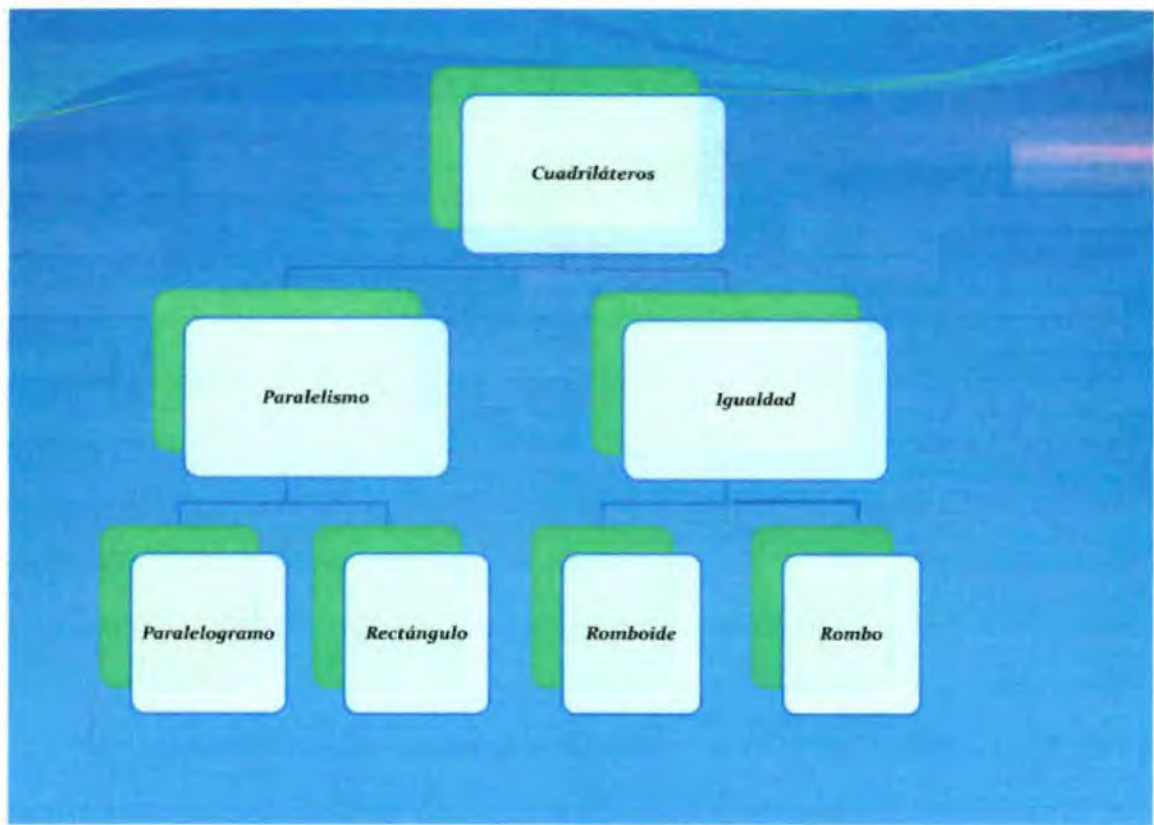 Cuadriláteros
Paralelismo
Igualdad
Paralelogramo
Rectángulo
Romboide
Rombo